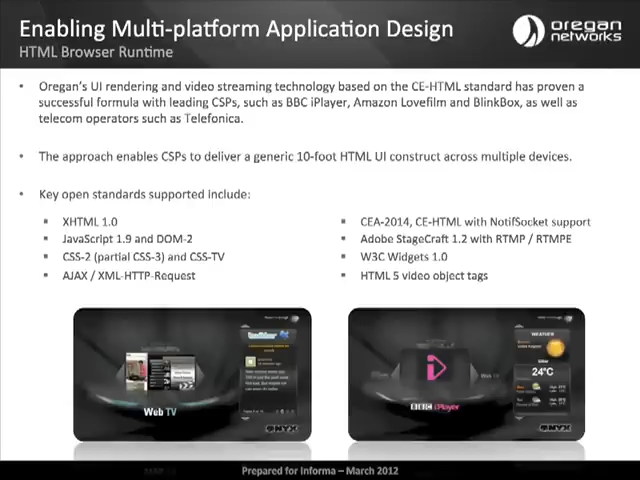 Enabling Multi-platform Application Design
HTML Browser Runtime
oregan
networks
• Oregan's UI rendering and video streaming technology based on the CE-HTML standard has proven a
successful formula with leading CSPs, such as BBC iPlayer, Amazon Lovefilm and BlinkBox, as well as
telecom operators such as Telefonica.
• The approach enables CSPs to deliver a generic 10-foot HTML UI construct across multiple devices.
• Key open standards supported include:
▪ XHTML 1.0
▪ JavaScript 1.9 and DOM-2
▪ CSS-2 (partial CSS-3) and CSS-TV
▪ AJAX / XML-HTTP-Request
▪ CEA-2014, CE-HTML with NotifSocket support
▪ Adobe StageCraft 1.2 with RTMP / RTMPE
▪ W3C Widgets 1.0
▪ HTML 5 video object tags
twitter
Web TV
ONYX
WEATHER
24°C
Web TV
BBC iPlayer
ONYX
Prepared for Informa – March 2012